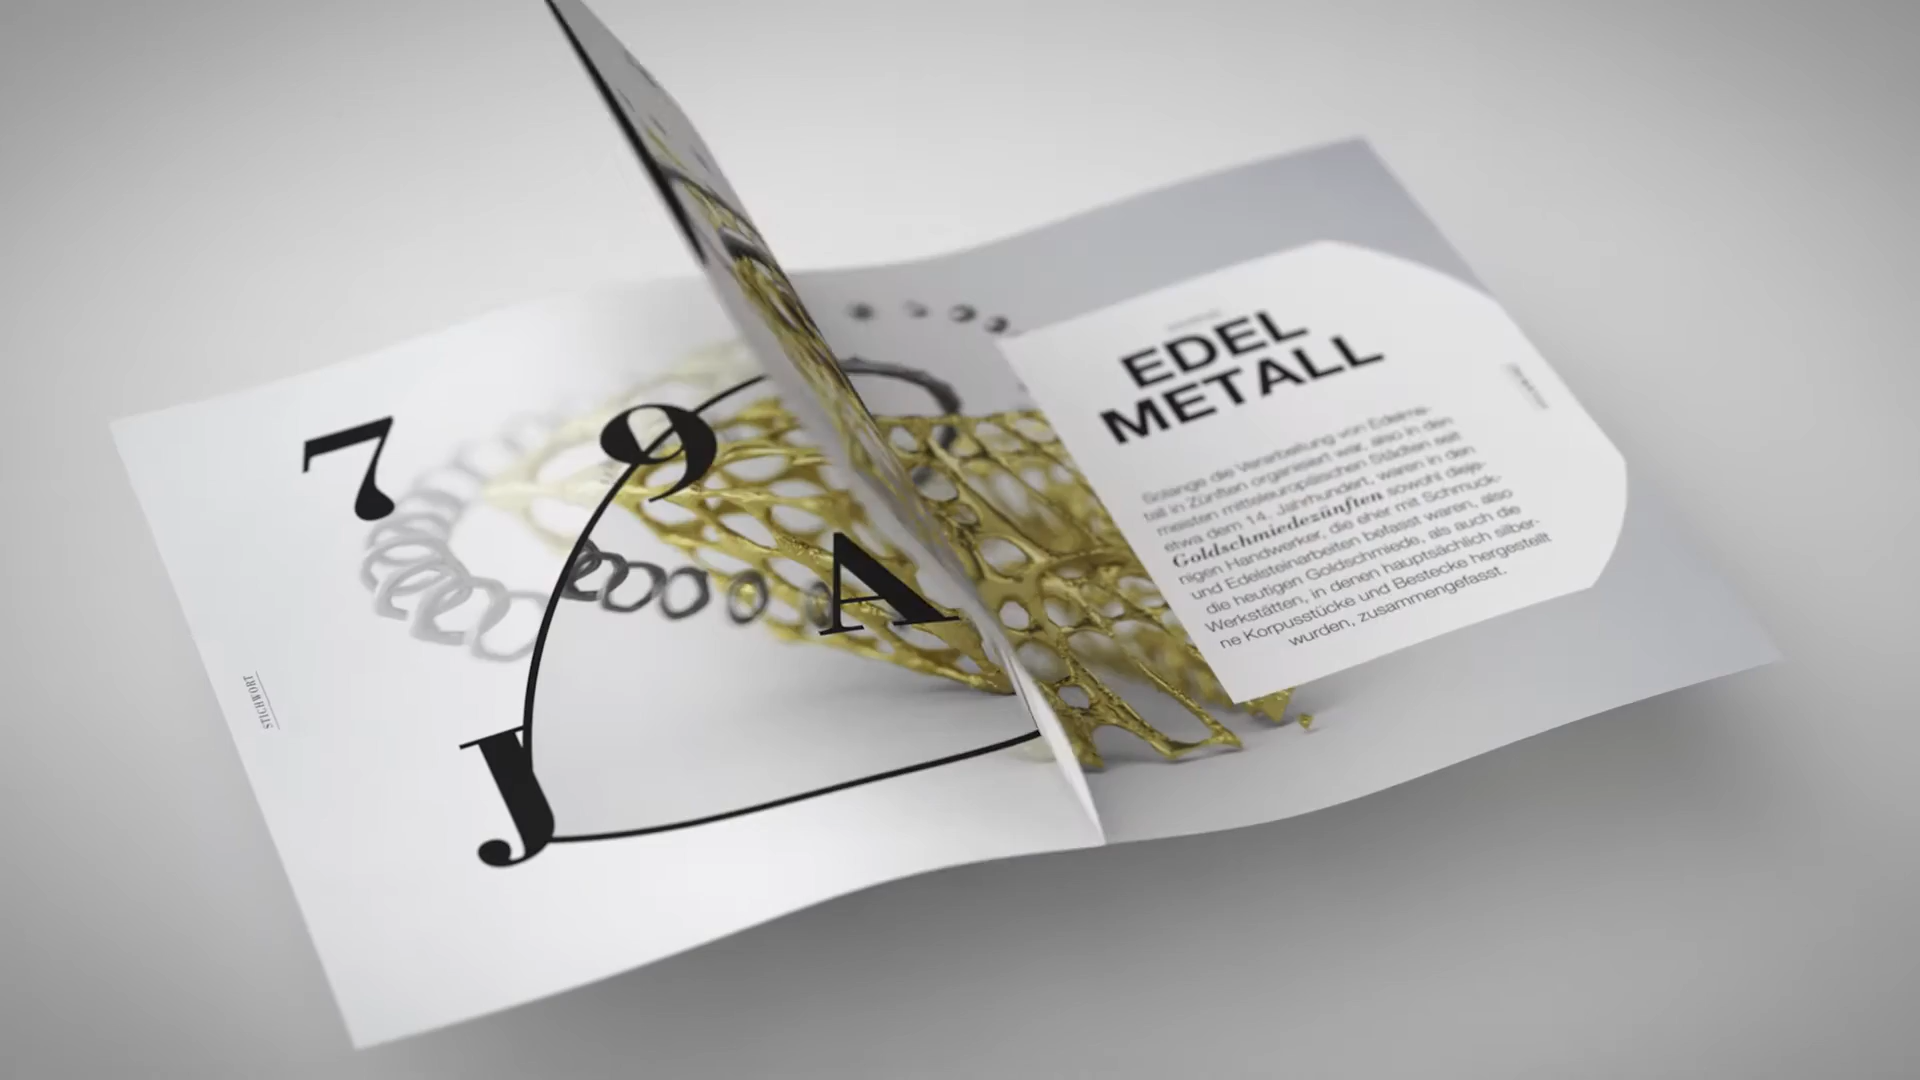 7
9
A
J
STICHWORT
EDEL
METALL
Solange die Verarbeitung von Edelme-
tall in Zünften organisiert war, also in den
meisten mitteleuropäischen Städten seit
etwa dem 14. Jahrhundert, waren in den
Goldschmiedezünften sowohl dieje-
nigen Handwerker, die eher mit Schmuck-
und Edelsteinarbeiten befasst waren, also
die heutigen Goldschmiede, als auch die
Werkstätten, in denen hauptsächlich silber-
ne Korpusstücke und Bestecke hergestellt
wurden, zusammengefasst.